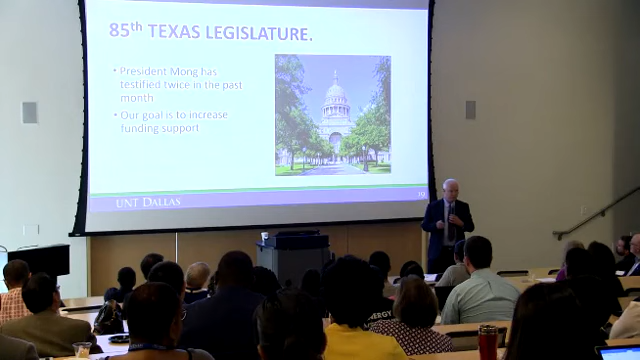 85th TEXAS LEGISLATURE.
• President Mong has
testified twice in the past
month
• Our goal is to increase
funding support
UNT DALLAS
ENERGY